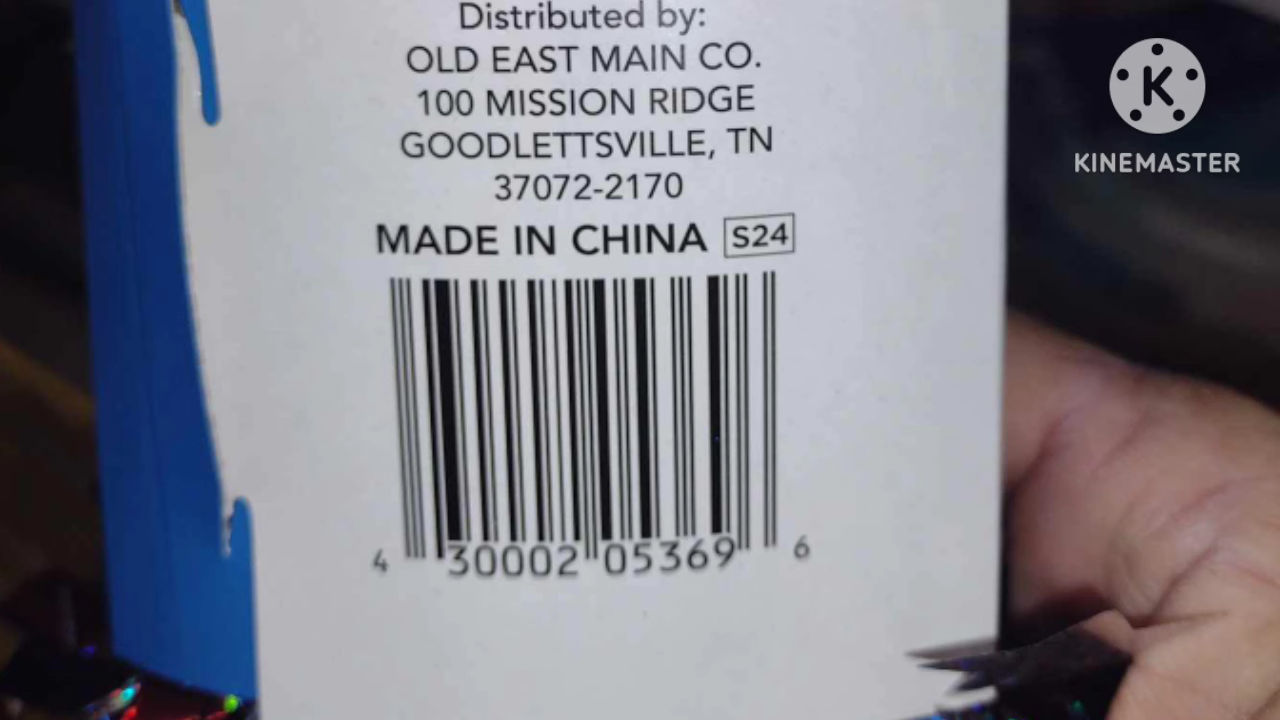 Distributed by:
OLD EAST MAIN CO.
100 MISSION RIDGE
GOODLETTSVILLE, TN
37072-2170
MADE IN CHINA S24
4 30002 05369 6
K
KINEMASTER